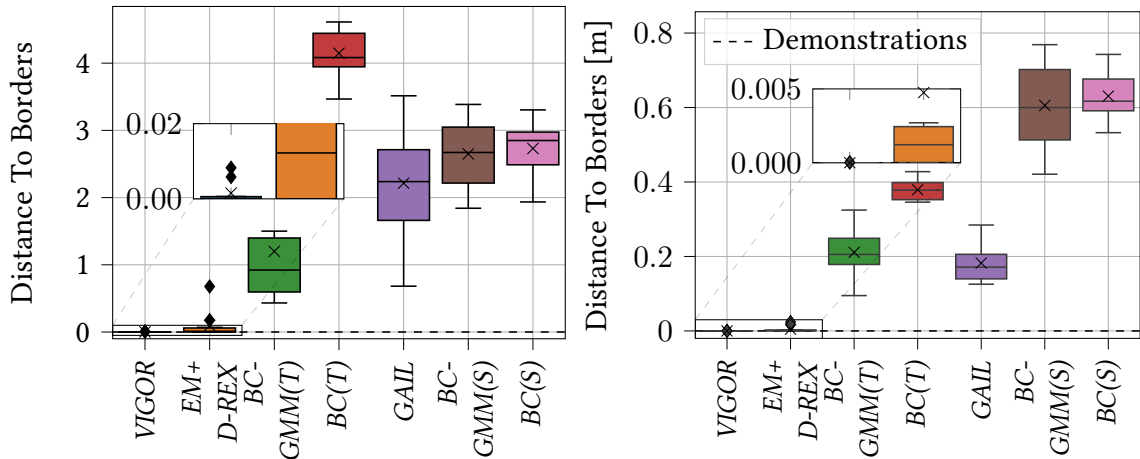 Distance To Borders
4
3
2
1
0
0.02
0.00
VIGOR
EM+
D-REX
BC-
GMM(T)
BC(T)
GAIL
BC-
GMM(S)
BC(S)
Distance To Borders [m]
0.8
0.6
0.4
0.2
0
Demonstrations
0.005
0.000
VIGOR
EM+
D-REX
BC-
GMM(T)
BC(T)
GAIL
BC-
GMM(S)
BC(S)